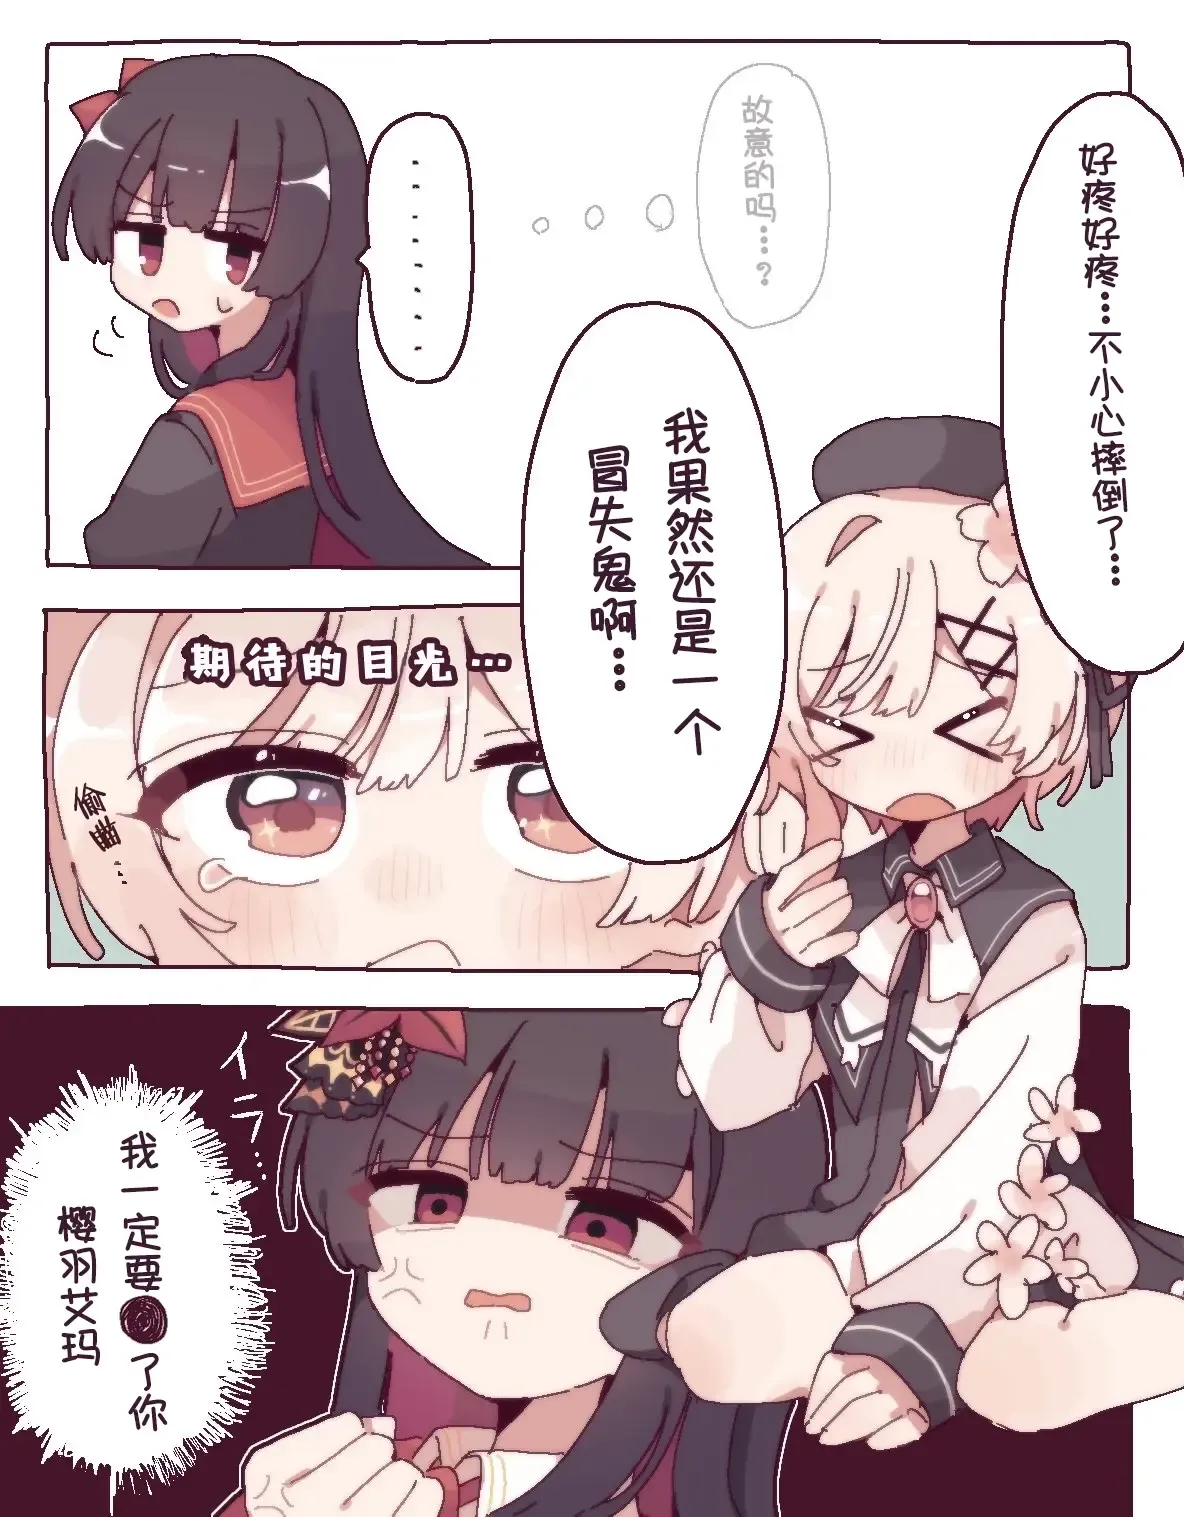 好疼好疼…不小心摔倒了…
故意的吗…?
………
我果然还是一个
冒失鬼啊…
期待的目光…
偷瞄…
イラ…
我一定要●了你
樱羽艾玛